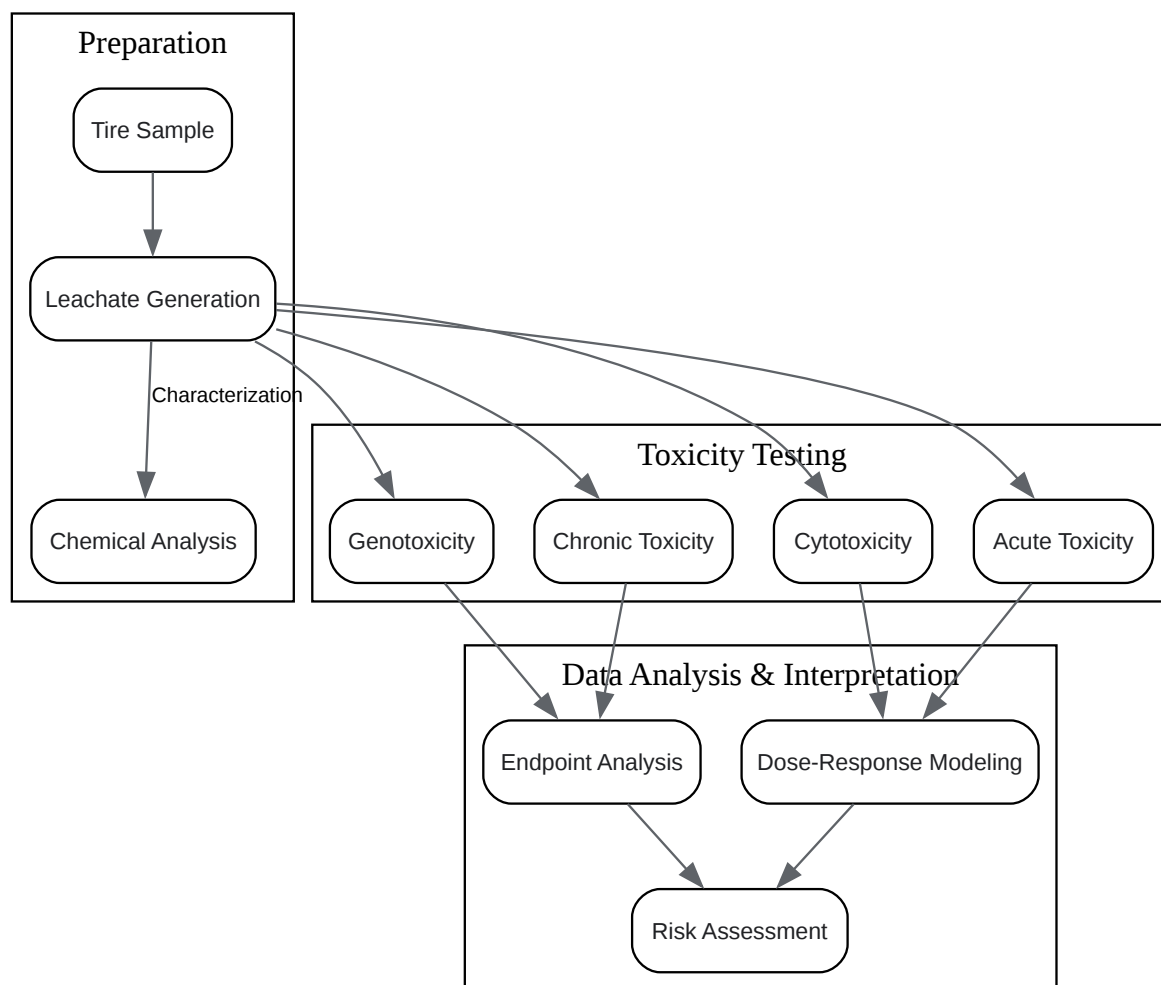 Preparation
Tire Sample
Leachate Generation
Characterization
Chemical Analysis
Toxicity Testing
Genotoxicity
Chronic Toxicity
Cytotoxicity
Acute Toxicity
Data Analysis & Interpretation
Endpoint Analysis
Dose-Response Modeling
Risk Assessment